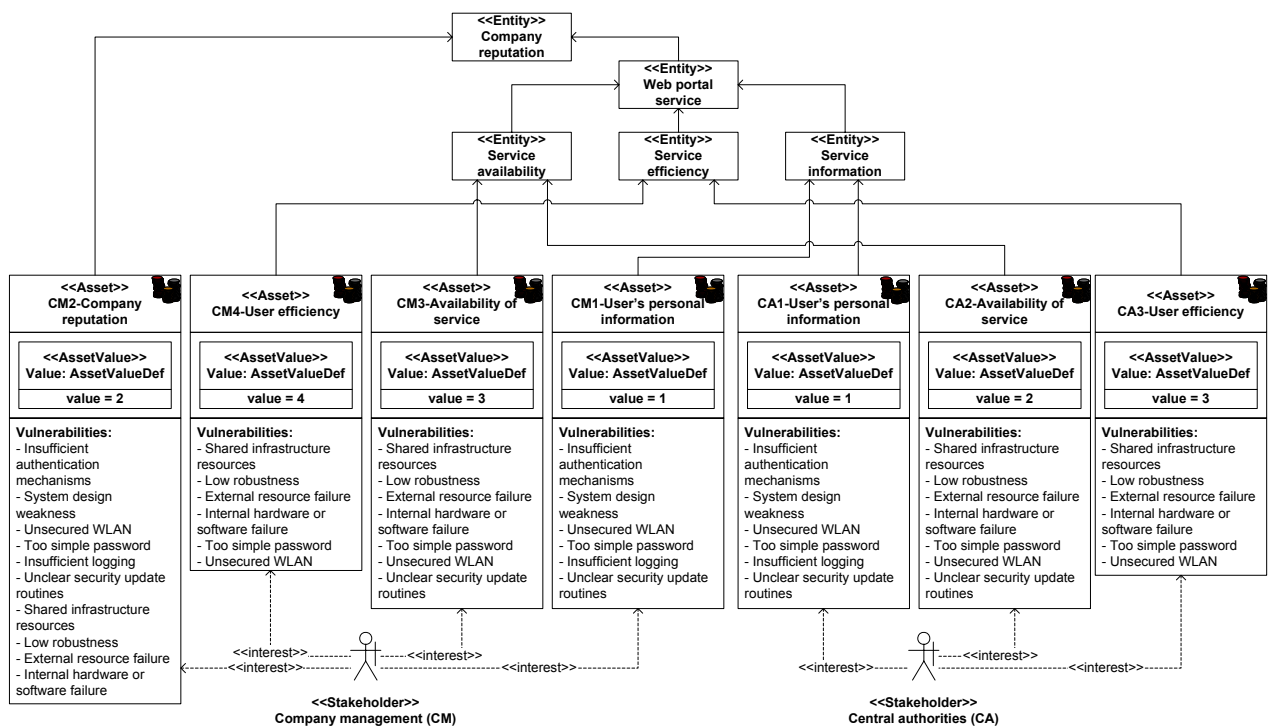 <<Entity>>
Company
reputation
<<Entity>>
Web portal
service
<<Entity>>
Service
availability
<<Entity>>
Service
efficiency
<<Entity>>
Service
information
<<Asset>>
CM2-Company
reputation
<<AssetValue>>
Value: AssetValueDef
value = 2
Vulnerabilities:
- Insufficient
authentication
mechanisms
- System design
weakness
- Unsecured WLAN
- Too simple password
- Insufficient logging
- Unclear security update
routines
- Shared infrastructure
resources
- Low robustness
- External resource failure
- Internal hardware or
software failure
<<Asset>>
CM4-User efficiency
<<AssetValue>>
Value: AssetValueDef
value = 4
Vulnerabilities:
- Shared infrastructure
resources
- Low robustness
- External resource failure
- Internal hardware or
software failure
- Too simple password
- Unsecured WLAN
<<Asset>>
CM3-Availability of
service
<<AssetValue>>
Value: AssetValueDef
value = 3
Vulnerabilities:
- Shared infrastructure
resources
- Low robustness
- External resource failure
- Internal hardware or
software failure
- Too simple password
- Unsecured WLAN
- Unclear security update
routines
<<Asset>>
CM1-User's personal
information
<<AssetValue>>
Value: AssetValueDef
value = 1
Vulnerabilities:
- Insufficient
authentication
mechanisms
- System design
weakness
- Unsecured WLAN
- Too simple password
- Insufficient logging
- Unclear security update
routines
<<Asset>>
CA1-User's personal
information
<<AssetValue>>
Value: AssetValueDef
value = 1
Vulnerabilities:
- Insufficient
authentication
mechanisms
- System design
weakness
- Unsecured WLAN
- Too simple password
- Insufficient logging
- Unclear security update
routines
<<Asset>>
CA2-Availability of
service
<<AssetValue>>
Value: AssetValueDef
value = 2
Vulnerabilities:
- Shared infrastructure
resources
- Low robustness
- External resource failure
- Internal hardware or
software failure
- Too simple password
- Unsecured WLAN
- Unclear security update
routines
<<Asset>>
CA3-User efficiency
<<AssetValue>>
Value: AssetValueDef
value = 3
Vulnerabilities:
- Shared infrastructure
resources
- Low robustness
- External resource failure
- Internal hardware or
software failure
- Too simple password
- Unsecured WLAN
<<interest>>
<<interest>>
<<interest>>
<<interest>>
<<Stakeholder>>
Company management (CM)
<<interest>>
<<interest>>
<<interest>>
<<Stakeholder>>
Central authorities (CA)